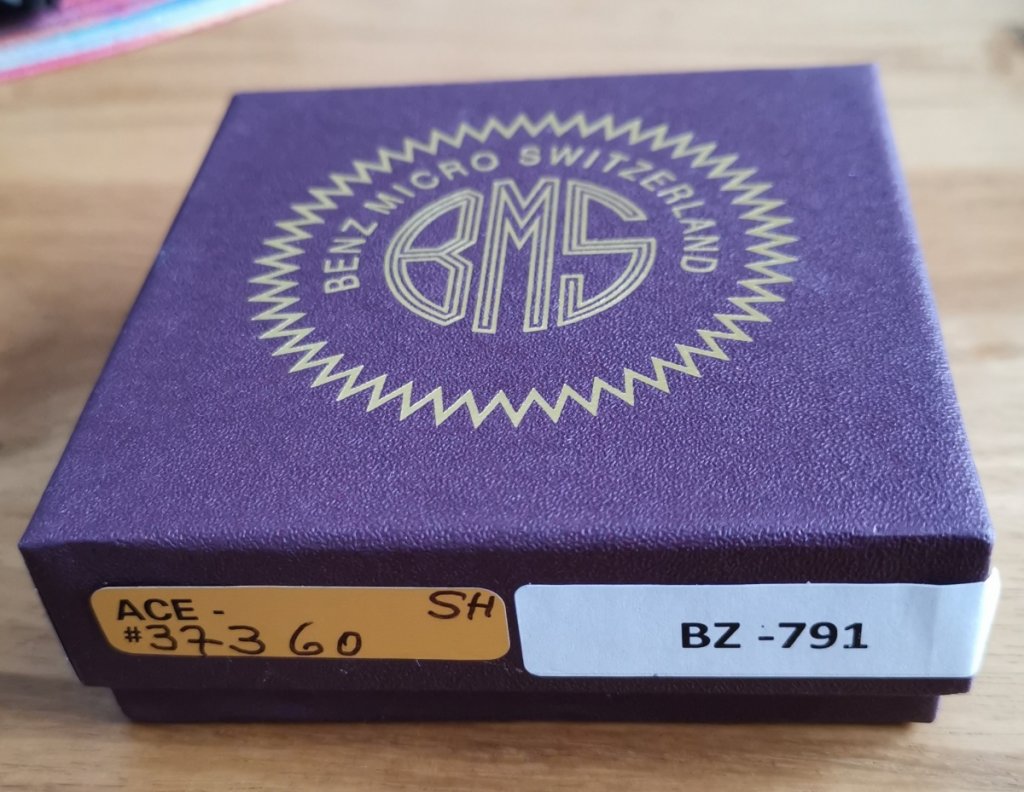 BENZ MICRO SWITZERLAND
BMS
ACE - SH
#37360
BZ -791